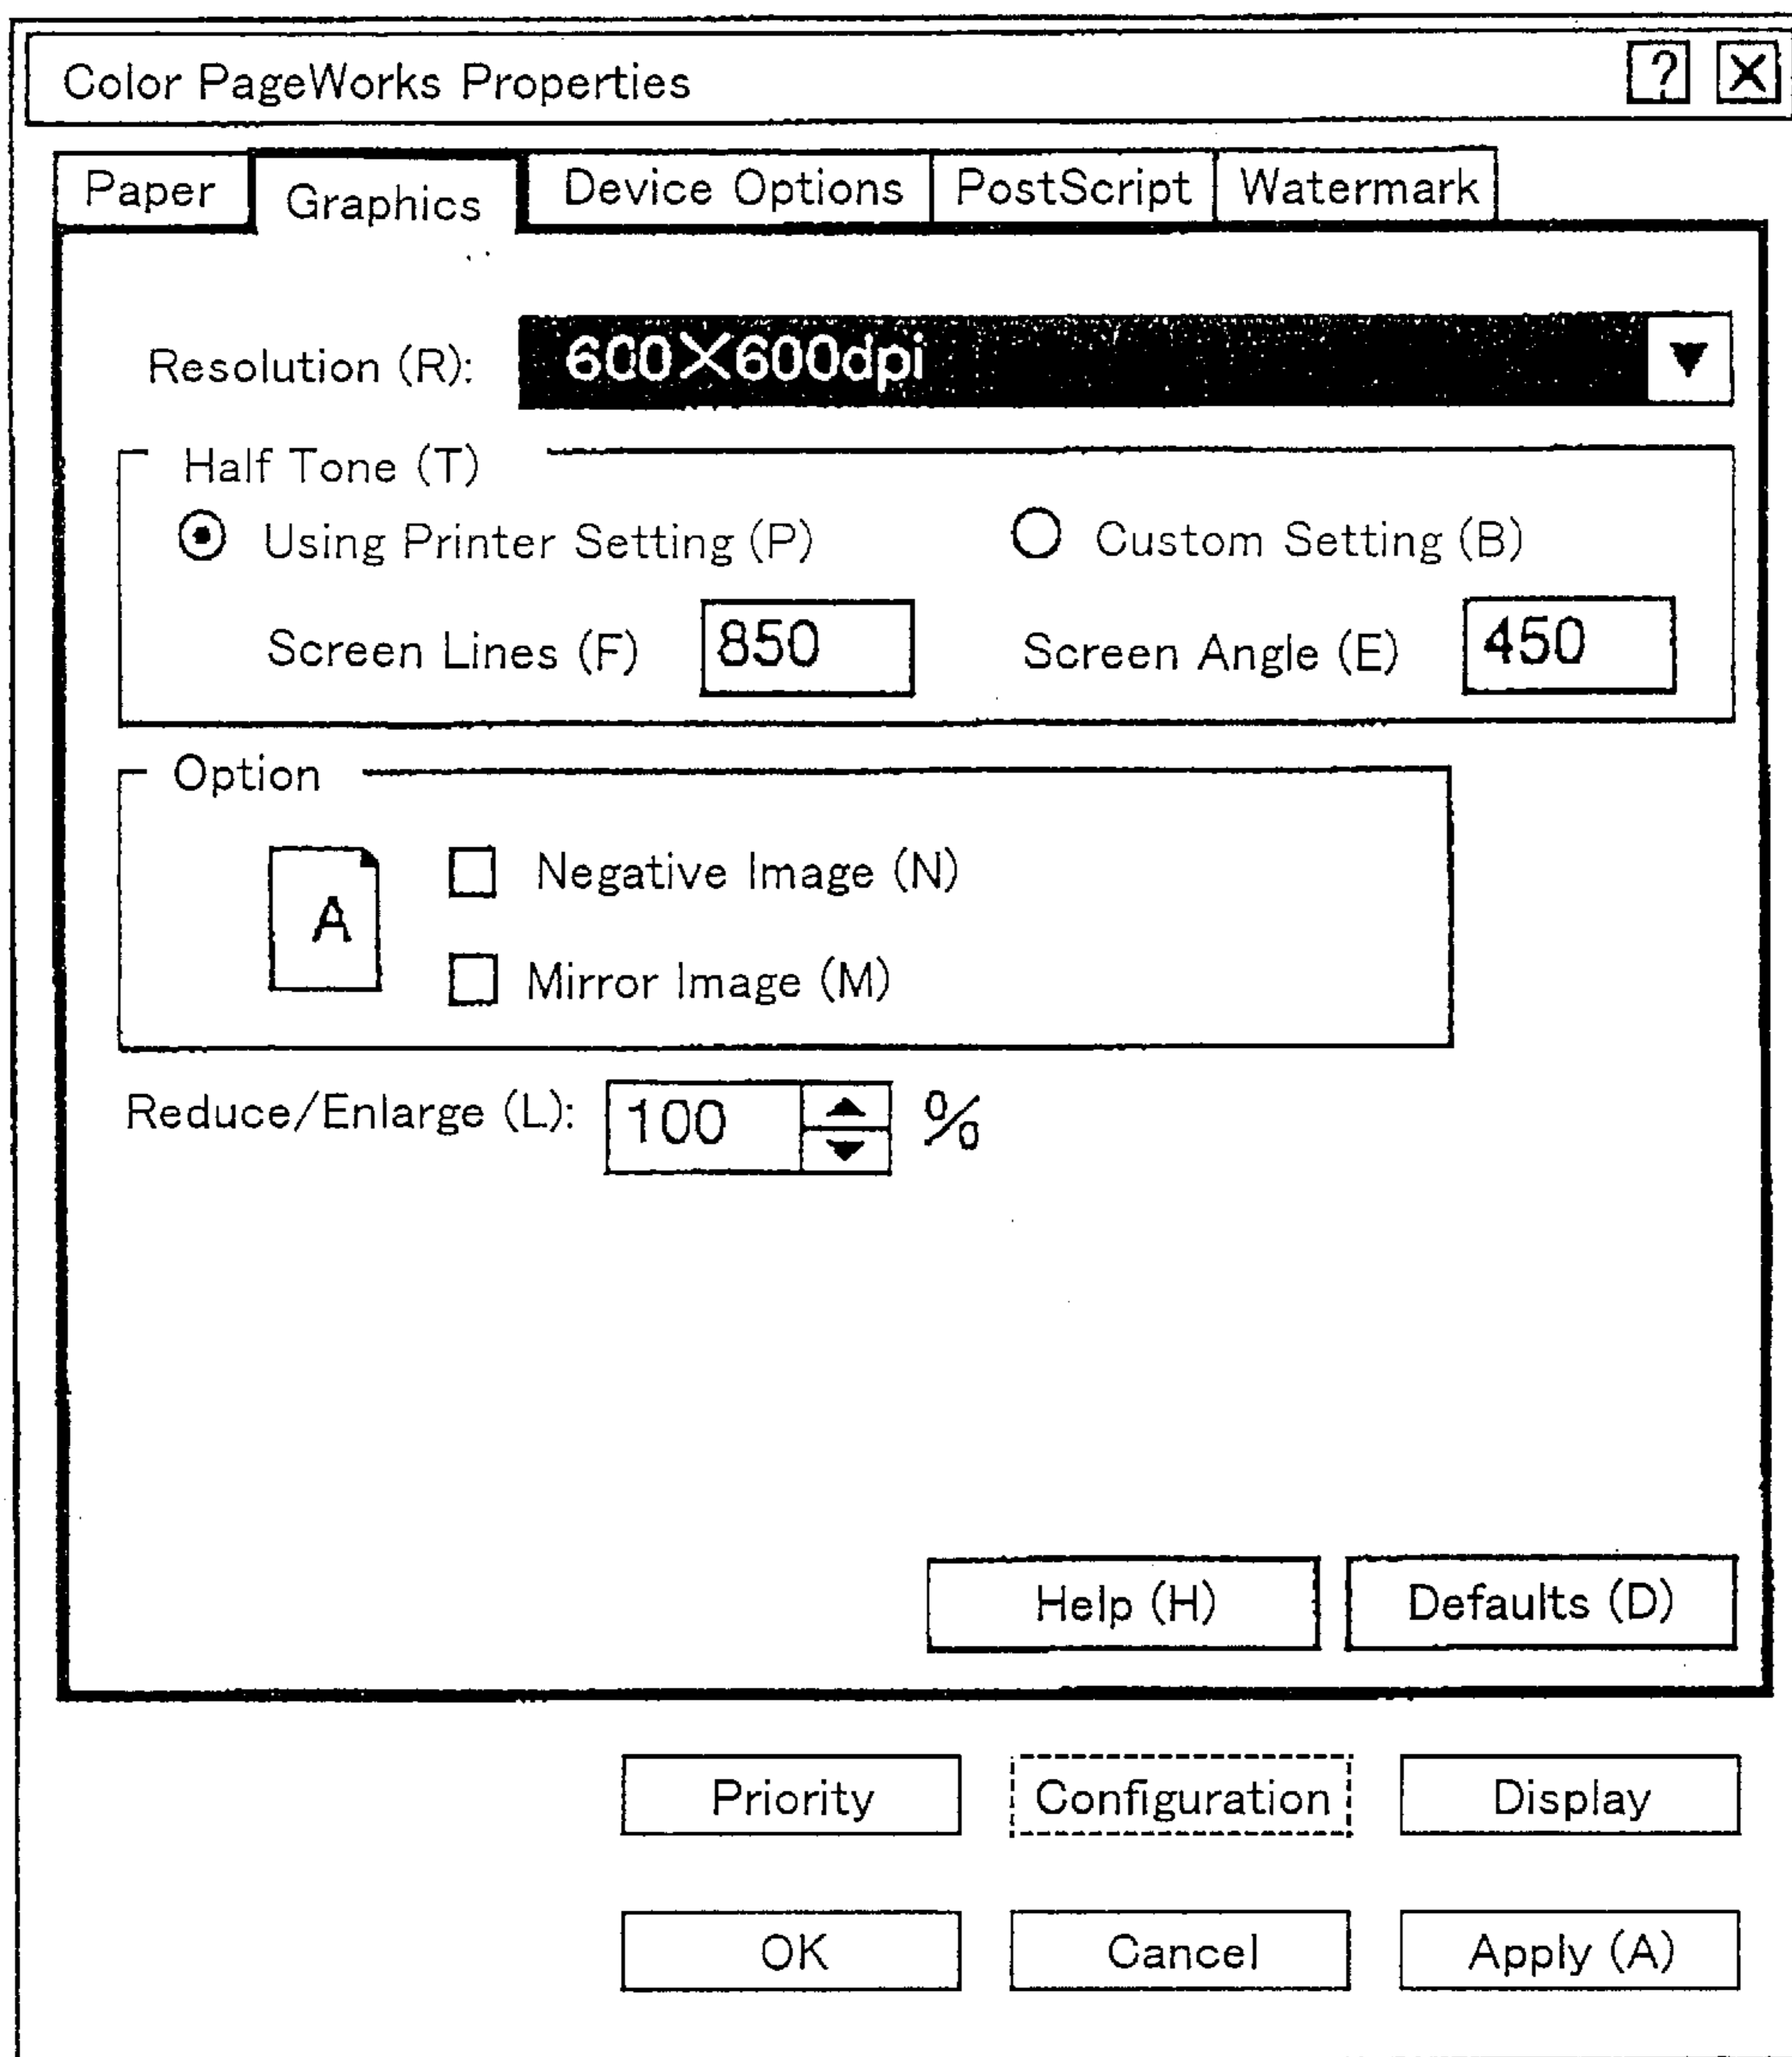 Color PageWorks Properties ? X
Paper Graphics Device Options PostScript Watermark
Resolution (R): 600×600dpi
Half Tone (T)
Using Printer Setting (P) Custom Setting (B)
Screen Lines (F) 850 Screen Angle (E) 450
Option
A
Negative Image (N)
Mirror Image (M)
Reduce/Enlarge (L): 100 %
Help (H) Defaults (D)
Priority Configuration Display
OK Cancel Apply (A)